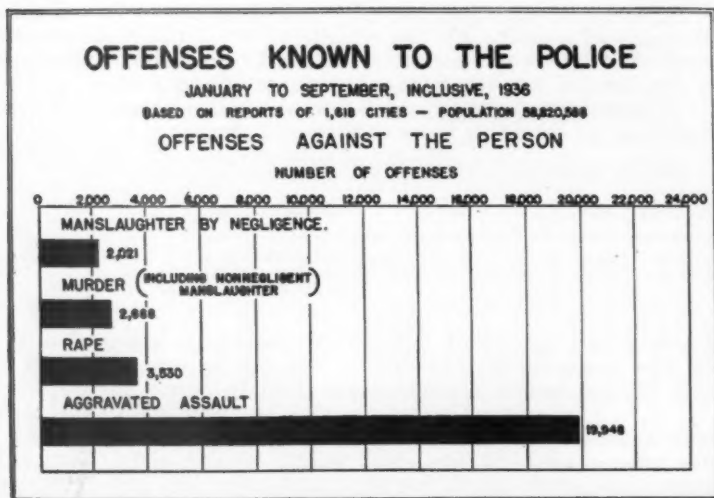 OFFENSES KNOWN TO THE POLICE
JANUARY TO SEPTEMBER, INCLUSIVE, 1936
BASED ON REPORTS OF 1,618 CITIES — POPULATION 58,820,588
OFFENSES AGAINST THE PERSON
NUMBER OF OFFENSES
0 2,000 4,000 6,000 8,000 10,000 12,000 14,000 16,000 18,000 20,000 22,000 24,000
MANSLAUGHTER BY NEGLIGENCE.
2,021
MURDER (INCLUDING NONNEGLIGENT
MANSLAUGHTER)
2,668
RAPE
3,530
AGGRAVATED ASSAULT
19,948